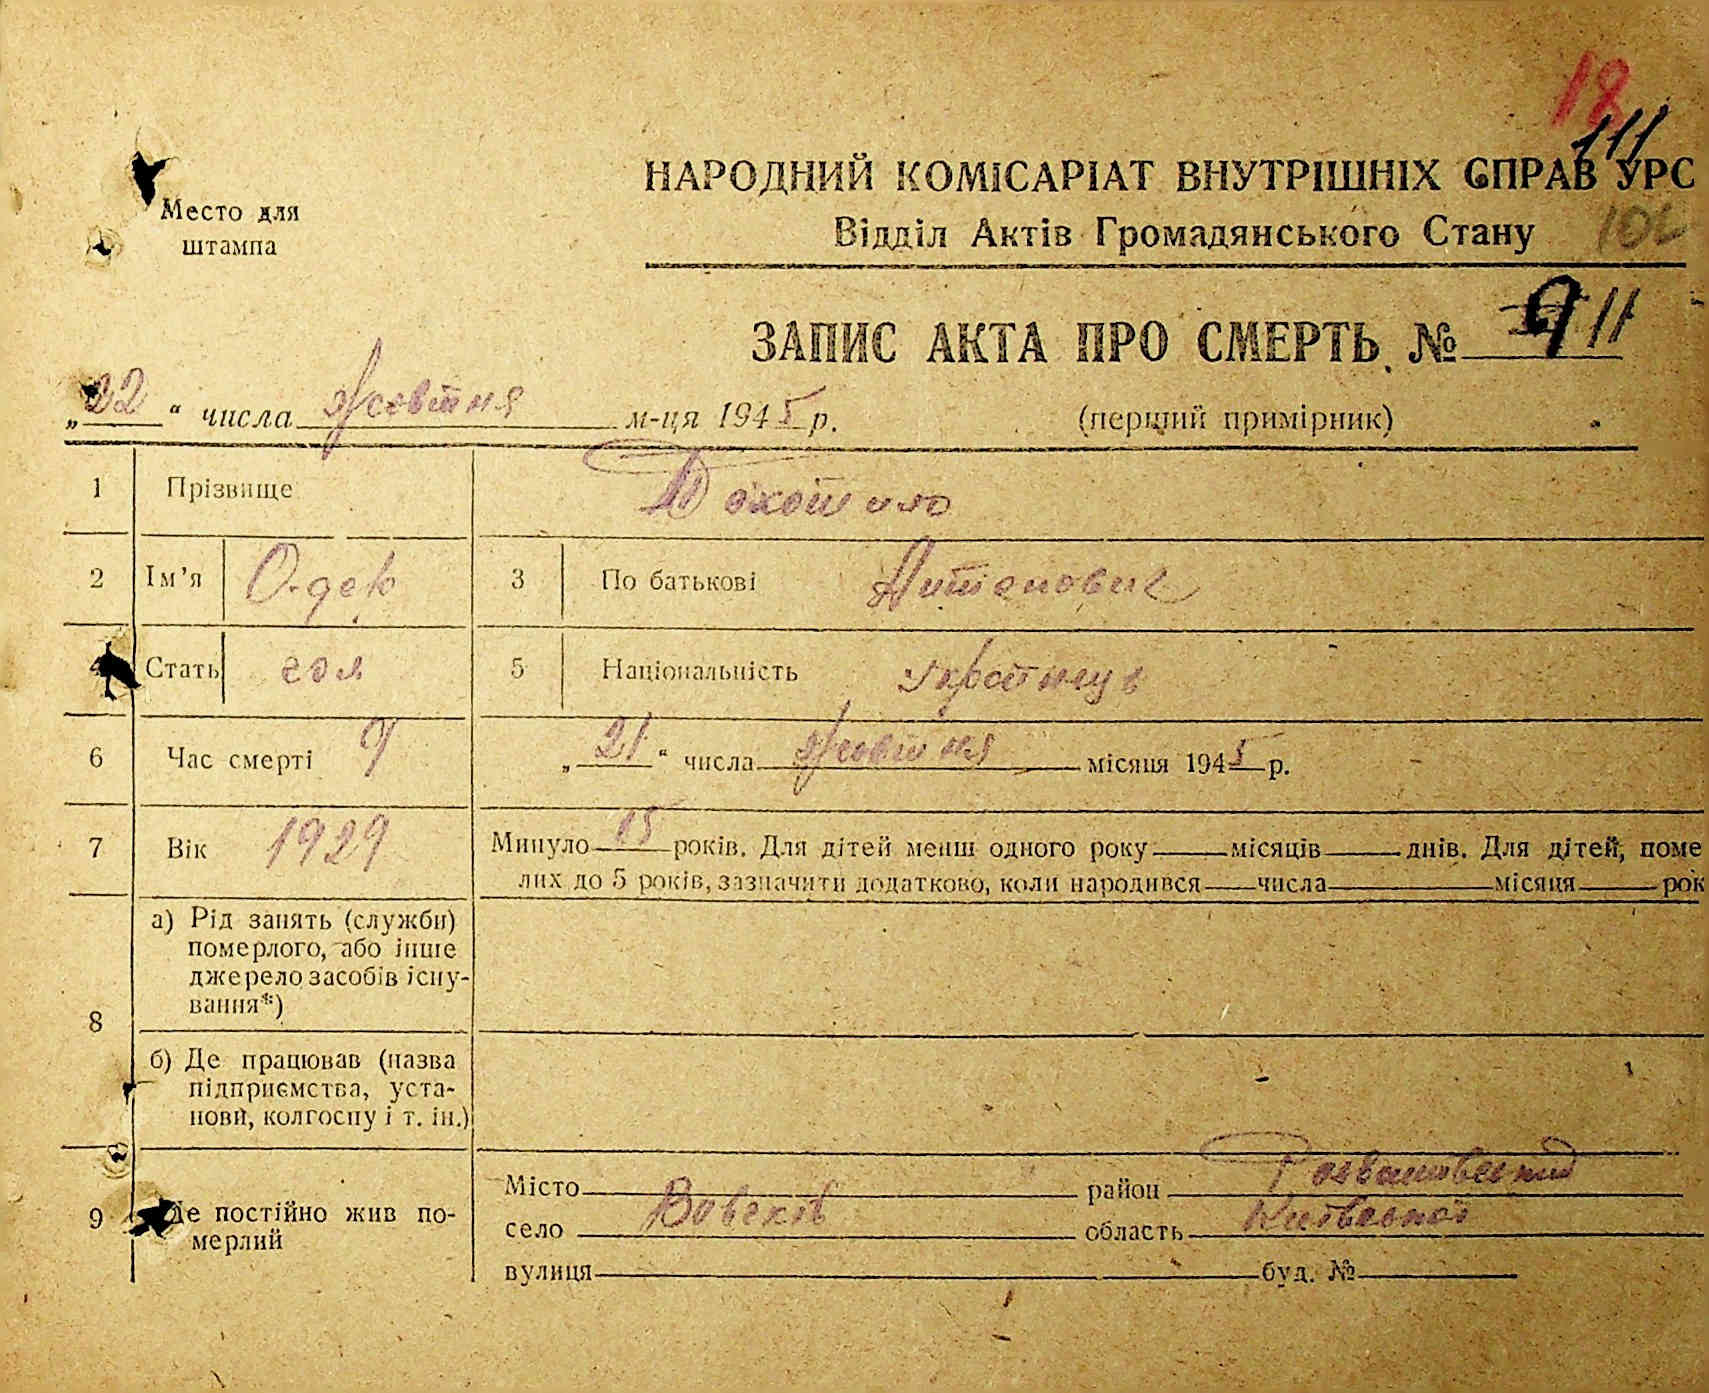 18
111
НАРОДНИЙ КОМІСАРІАТ ВНУТРІШНІХ СПРАВ УРС
Место для
штампа
Відділ Актів Громадянського Стану
ЗАПИС АКТА ПРО СМЕРТЬ № 11
„22“ числа жовтня м-ця 1945 р. (перший примірник)
1 Прізвище
2 Ім’я 3 По батькові Антонович
4 Стать чол 5 Національність українець
6 Час смерті „21“ числа жовтня місяця 1945 р.
7 Вік 1929 Минуло 15 років. Для дітей менш одного року місяців днів. Для дітей, поме
лих до 5 років, зазначити додатково, коли народився числа місяця рок
8 а) Рід занять (служби)
померлого, або інше
джерело засобів існу-
вання*)
б) Де працював (назва
підприємства, уста-
нови, колгоспу і т. ін.)
9 Де постійно жив по-
мерлий
Місто район Розважівський
село область Київської
вулиця буд. №